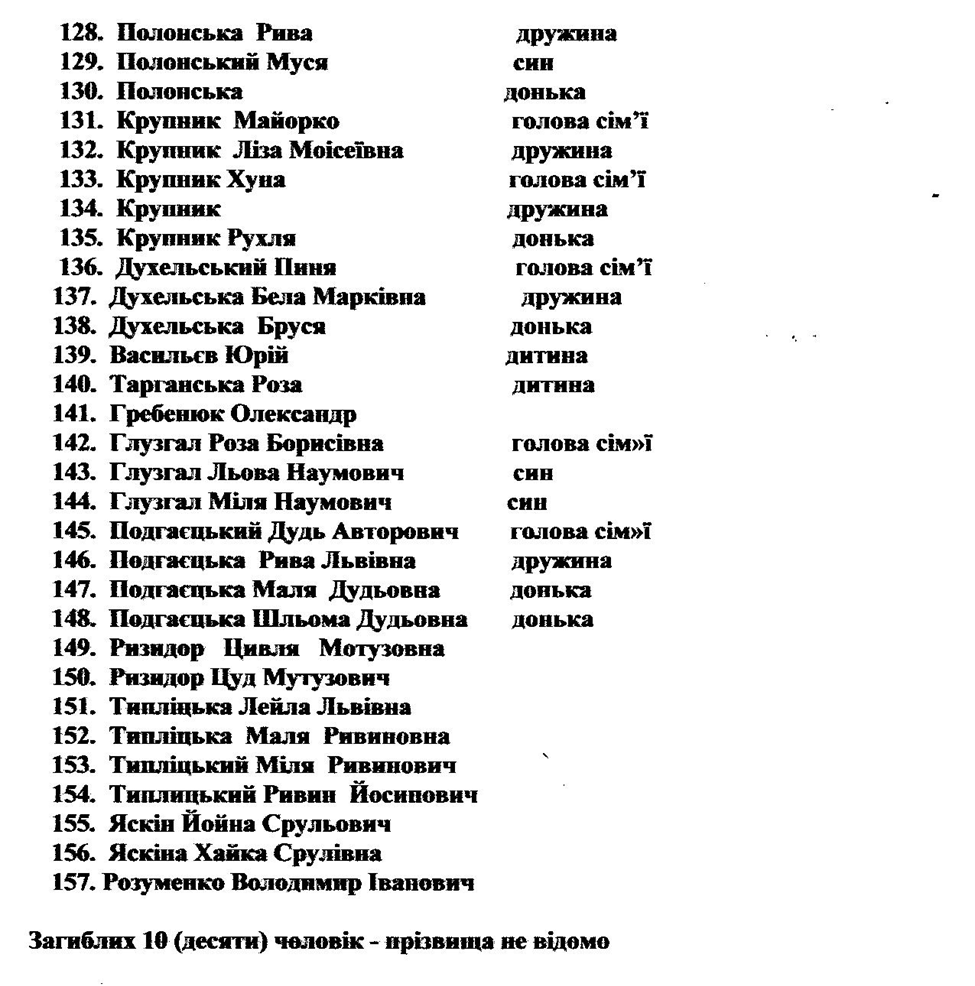 128. Полонська Рива дружина
129. Полонський Муся син
130. Полонська донька
131. Крупник Майорко голова сім’ї
132. Крупник Ліза Моісеївна дружина
133. Крупник Хуна голова сім’ї
134. Крупник дружина
135. Крупник Рухля донька
136. Духельський Пиня голова сім’ї
137. Духельська Бела Марківна дружина
138. Духельська Бруся донька
139. Васильєв Юрій дитина
140. Тарганська Роза дитина
141. Гребенюк Олександр
142. Глузгал Роза Борисівна голова сім»ї
143. Глузгал Льова Наумович син
144. Глузгал Міля Наумович син
145. Подгаєцький Дудь Авторович голова сім»ї
146. Подгаєцька Рива Львівна дружина
147. Подгаєцька Маля Дудьовна донька
148. Подгаєцька Шльома Дудьовна донька
149. Ризидор Цивля Мотузовна
150. Ризидор Цуд Мутузович
151. Типліцька Лейла Львівна
152. Типліцька Маля Ривиновна
153. Типліцький Міля Ривинович
154. Типлицький Ривин Йосипович
155. Яскін Йойна Срульович
156. Яскіна Хайка Срулівна
157. Розуменко Володимир Іванович
Загиблих 10 (десяти) чоловік - прізвища не відомо